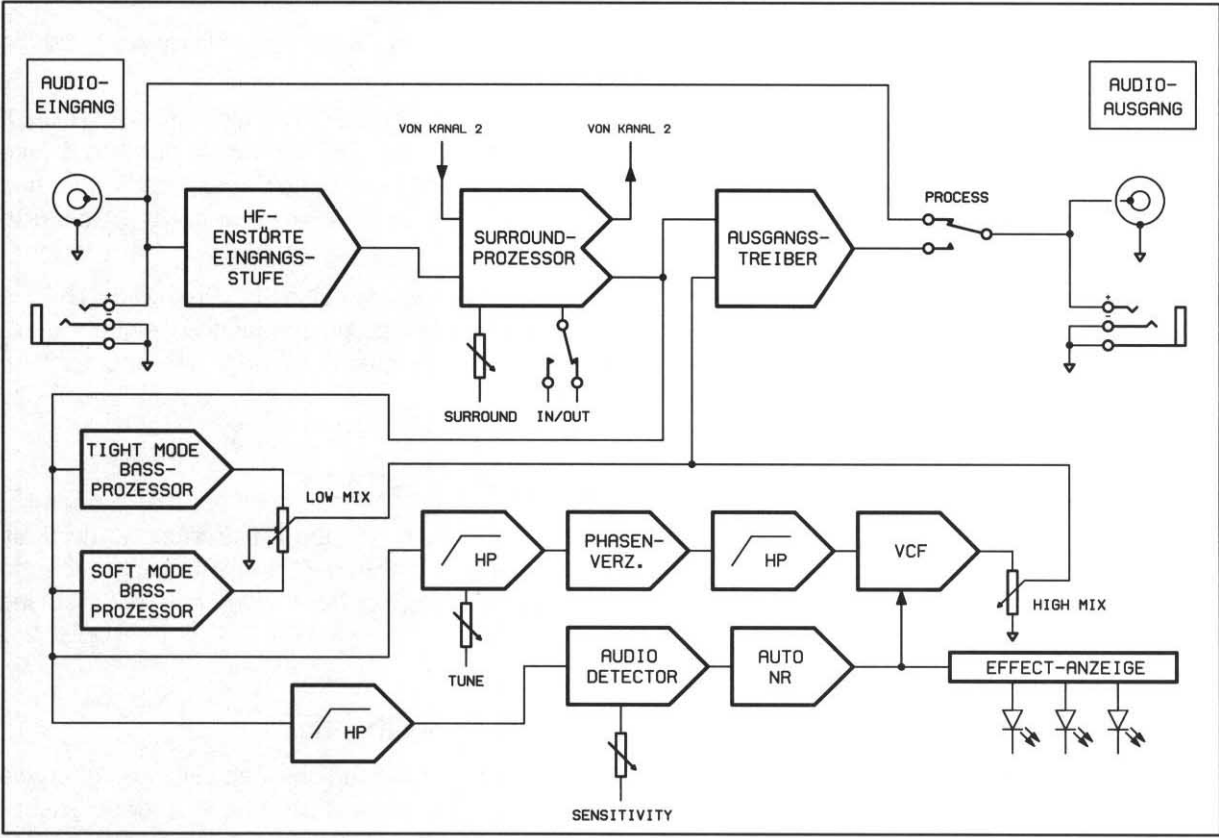 AUDIO-
EINGANG
AUDIO-
AUSGANG
VON KANAL 2
VON KANAL 2
PROCESS
HF-
ENSTÖRTE
EINGANGS-
STUFE
SURROUND-
PROZESSOR
AUSGANGS-
TREIBER
+
-
+
-
SURROUND
IN/OUT
TIGHT MODE
BASS-
PROZESSOR
LOW MIX
SOFT MODE
BASS-
PROZESSOR
HP
PHASEN-
VERZ.
HP
VCF
HIGH MIX
TUNE
AUDIO
DETECTOR
AUTO
NR
EFFECT-ANZEIGE
HP
SENSITIVITY